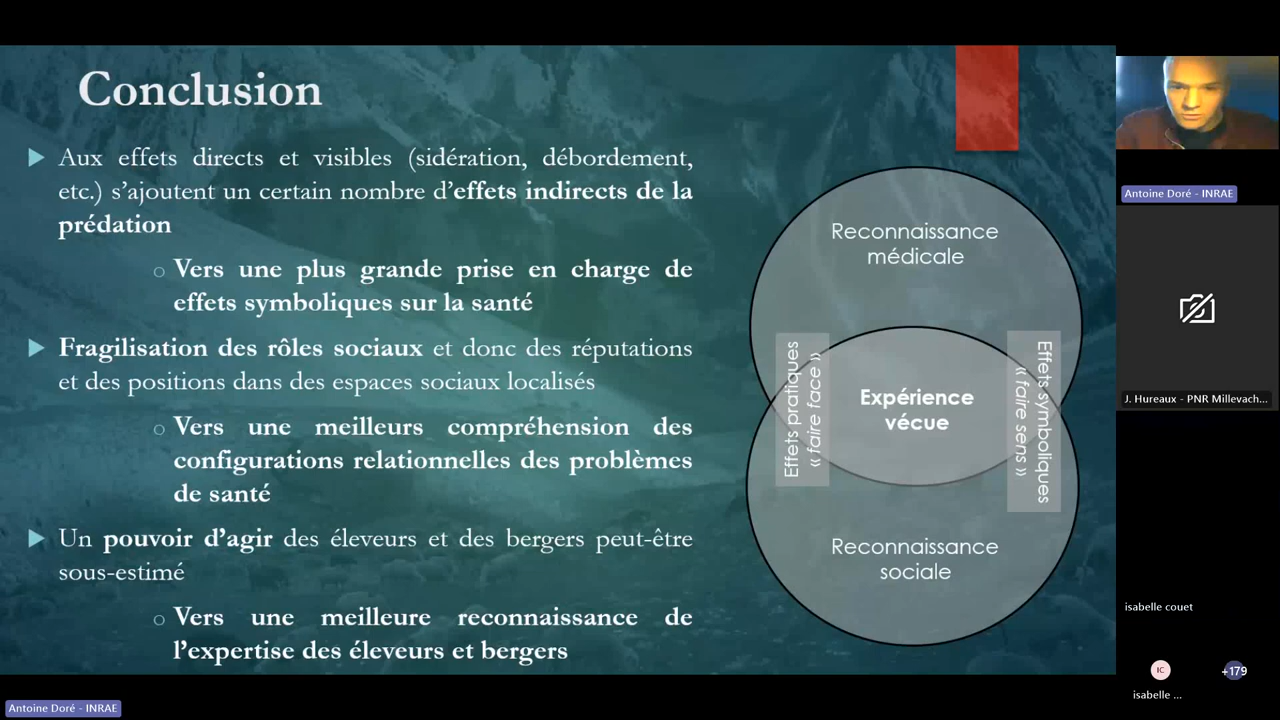 Conclusion
Aux effets directs et visibles (sidération, débordement,
etc.) s'ajoutent un certain nombre d'effets indirects de la
prédation
Vers une plus grande prise en charge de
effets symboliques sur la santé
Fragilisation des rôles sociaux et donc des réputations
et des positions dans des espaces sociaux localisés
Vers une meilleurs compréhension des
configurations relationnelles des problèmes
de santé
Un pouvoir d'agir des éleveurs et des bergers peut-être
sous-estimé
Vers une meilleure reconnaissance de
l'expertise des éleveurs et bergers
Reconnaissance
médicale
Effets pratiques
« faire face »
Expérience
vécue
Effets symboliques
« faire sens »
Reconnaissance
sociale
Antoine Doré - INRAE
J. Hureaux - PNR Millevach...
isabelle couet
IC
+179
isabelle ...
Antoine Doré - INRAE